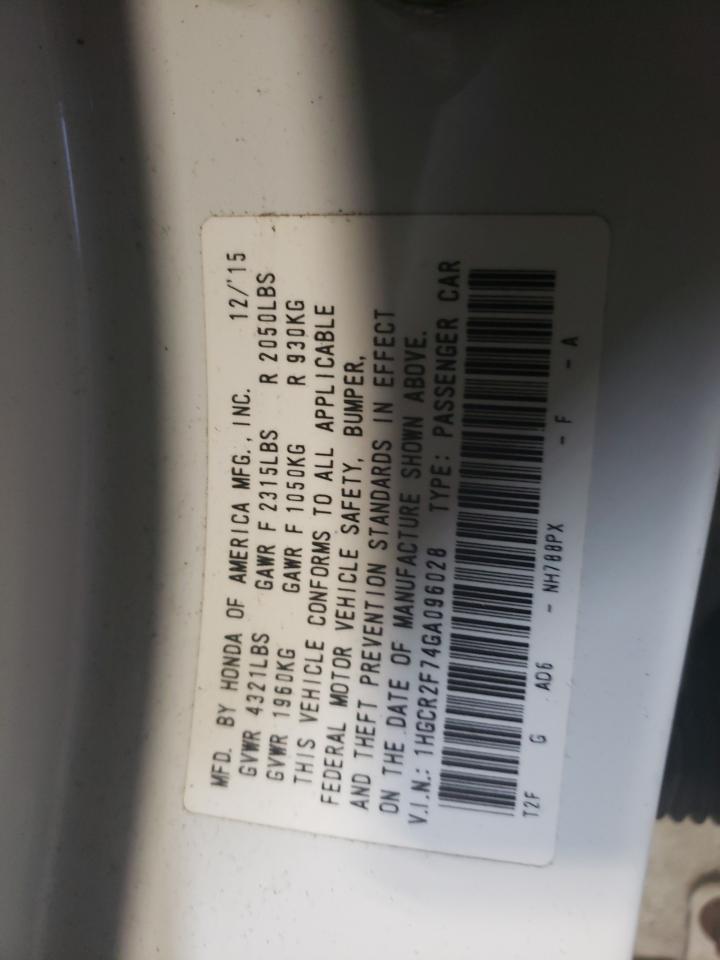 MFD. BY HONDA OF AMERICA MFG., INC. 12/'15
GVWR 4321LBS GAWR F 2315LBS R 2050LBS
GVWR 1960KG GAWR F 1050KG R 930KG
THIS VEHICLE CONFORMS TO ALL APPLICABLE
FEDERAL MOTOR VEHICLE SAFETY, BUMPER,
AND THEFT PREVENTION STANDARDS IN EFFECT
ON THE DATE OF MANUFACTURE SHOWN ABOVE.
V.I.N.: 1HGCR2F74GA096028 TYPE: PASSENGER CAR
T2F G AD6 - NH788PX - F - A